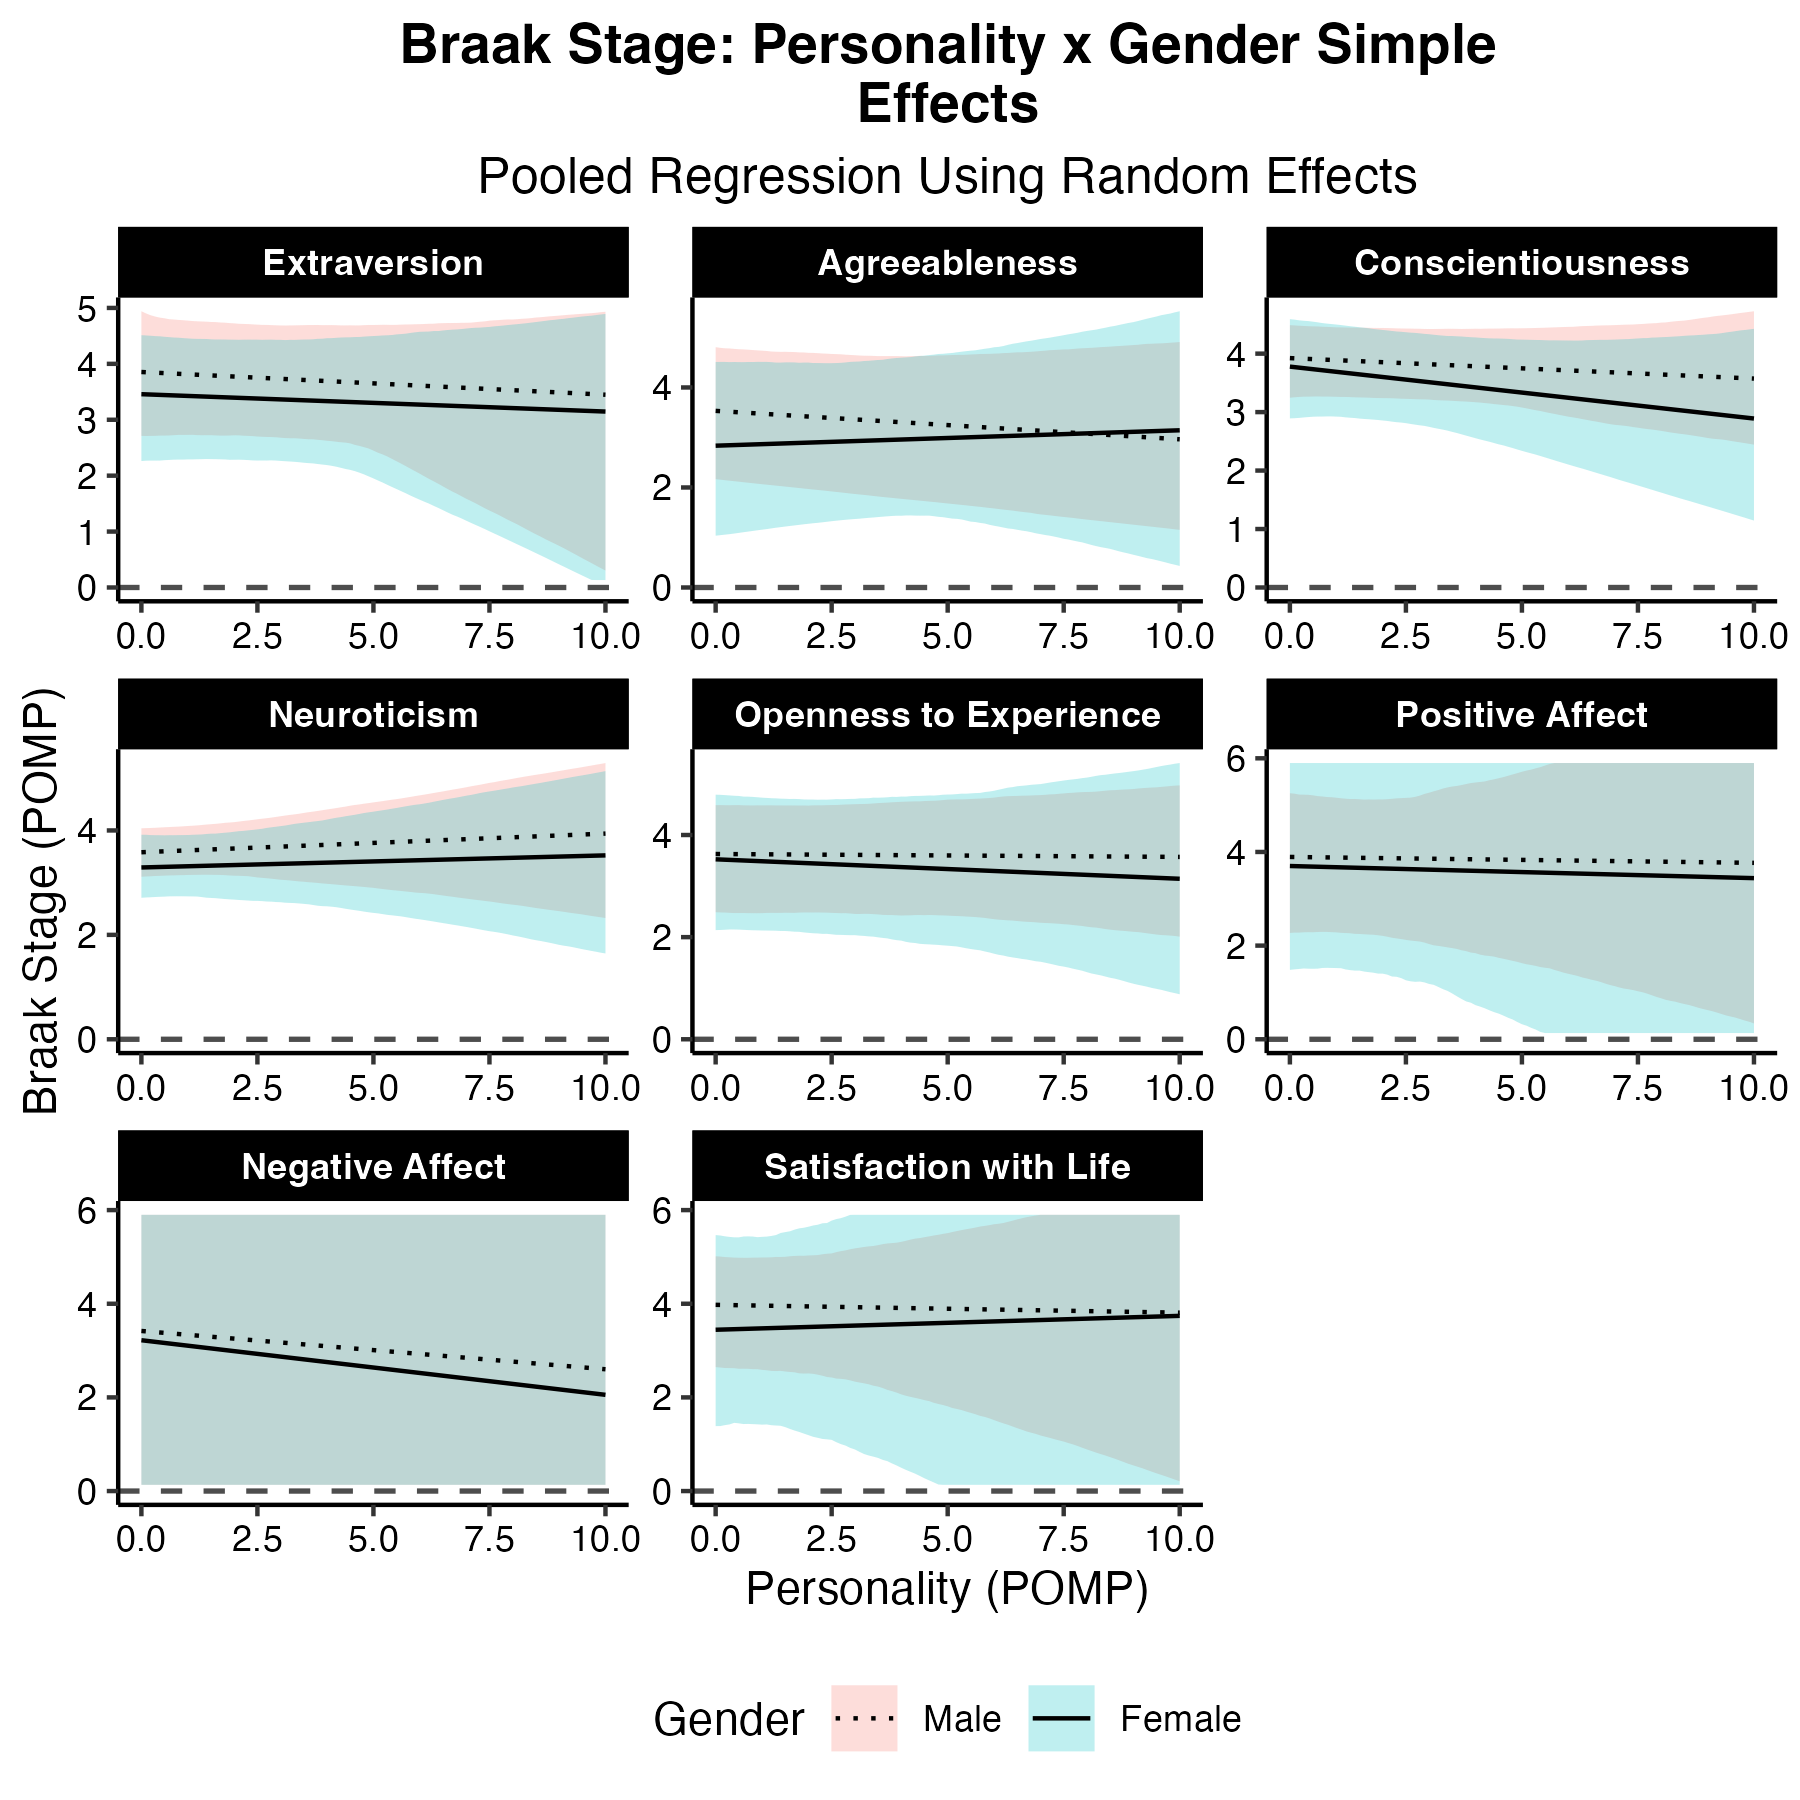 Braak Stage: Personality x Gender Simple
Effects
Pooled Regression Using Random Effects
Extraversion
Agreeableness
Conscientiousness
5
4
3
2
1
0
4
2
0
4
3
2
1
0
0.0 2.5 5.0 7.5 10.0
0.0 2.5 5.0 7.5 10.0
0.0 2.5 5.0 7.5 10.0
Braak Stage (POMP)
Neuroticism
Openness to Experience
Positive Affect
4
2
0
4
2
0
6
4
2
0
0.0 2.5 5.0 7.5 10.0
0.0 2.5 5.0 7.5 10.0
0.0 2.5 5.0 7.5 10.0
Negative Affect
Satisfaction with Life
6
4
2
0
6
4
2
0
0.0 2.5 5.0 7.5 10.0
0.0 2.5 5.0 7.5 10.0
Personality (POMP)
Gender Male Female